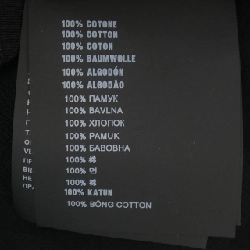 100% COTONE
100% COTTON
100% COTON
100% BAUMWOLLE
100% ALGODÓN
100% ALGODÃO
100% ПАМУК
100% BAVLNA
100% ХЛОПОК
100% PAMUK
100% БАВОВНА
100% 棉
100% 면
100% 綿
100% KATUN
100% BÔNG COTTON